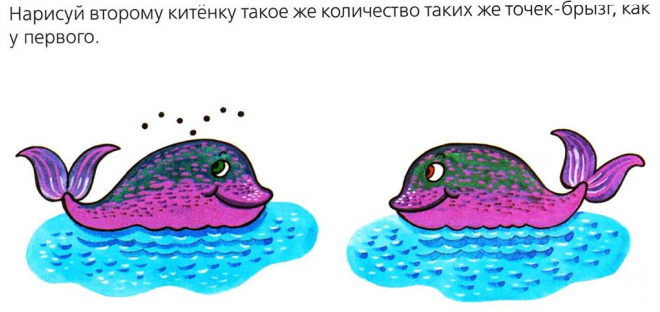 Нарисуй второму китёнку такое же количество таких же точек-брызг, как
у первого.